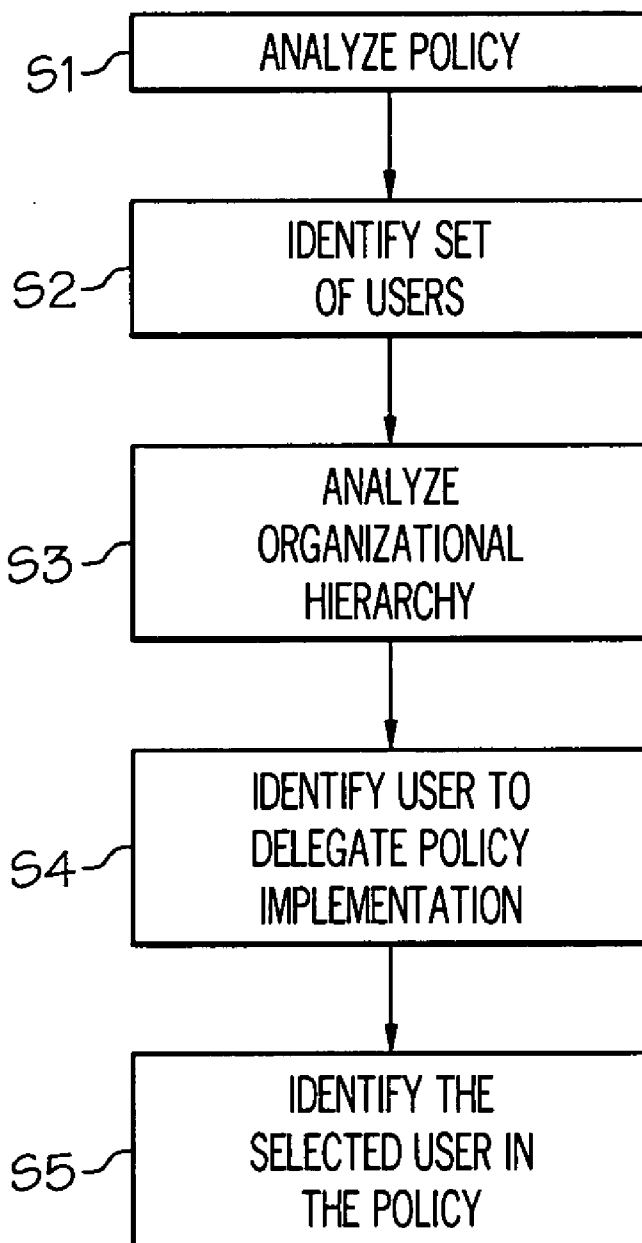 S1
ANALYZE POLICY
S2
IDENTIFY SET
OF USERS
S3
ANALYZE
ORGANIZATIONAL
HIERARCHY
S4
IDENTIFY USER TO
DELEGATE POLICY
IMPLEMENTATION
S5
IDENTIFY THE
SELECTED USER IN
THE POLICY